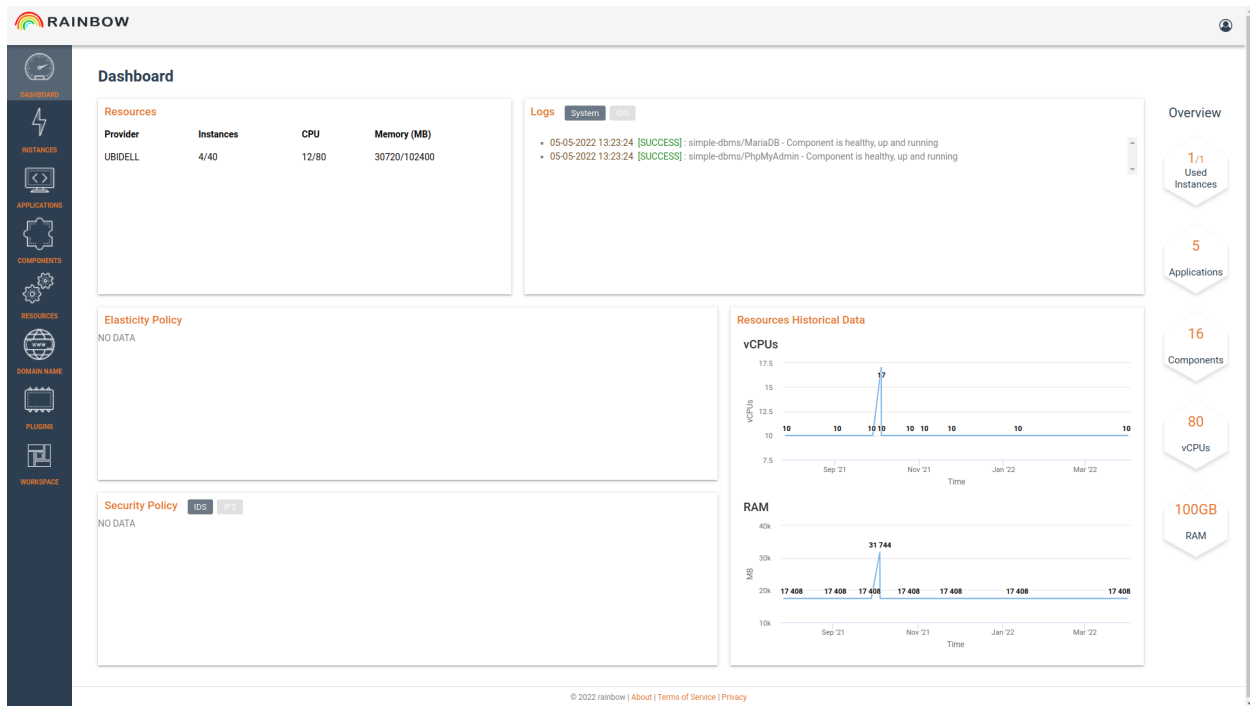 RAINBOW
DASHBOARD
INSTANCES
APPLICATIONS
COMPONENTS
RESOURCES
WWW
DOMAIN NAME
PLUGINS
WORKSPACE
Dashboard
Resources
Provider Instances CPU Memory (MB)
UBIDELL 4/40 12/80 30720/102400
Logs System IDS
05-05-2022 13:23:24 [SUCCESS] : simple-dbms/MariaDB - Component is healthy, up and running
05-05-2022 13:23:24 [SUCCESS] : simple-dbms/PhpMyAdmin - Component is healthy, up and running
Elasticity Policy
NO DATA
Security Policy IDS IPS
NO DATA
Resources Historical Data
vCPUs
17.5
15
12.5
10
7.5
vCPUs
17
10 10 10 10 10 10 10 10 10
Sep '21 Nov '21 Jan '22 Mar '22
Time
RAM
40k
30k
20k
10k
MB
31 744
17 408 17 408 17 408 17 408 17 408 17 408 17 408
Sep '21 Nov '21 Jan '22 Mar '22
Time
Overview
1/1
Used
Instances
5
Applications
16
Components
80
vCPUs
100GB
RAM
© 2022 rainbow | About | Terms of Service | Privacy